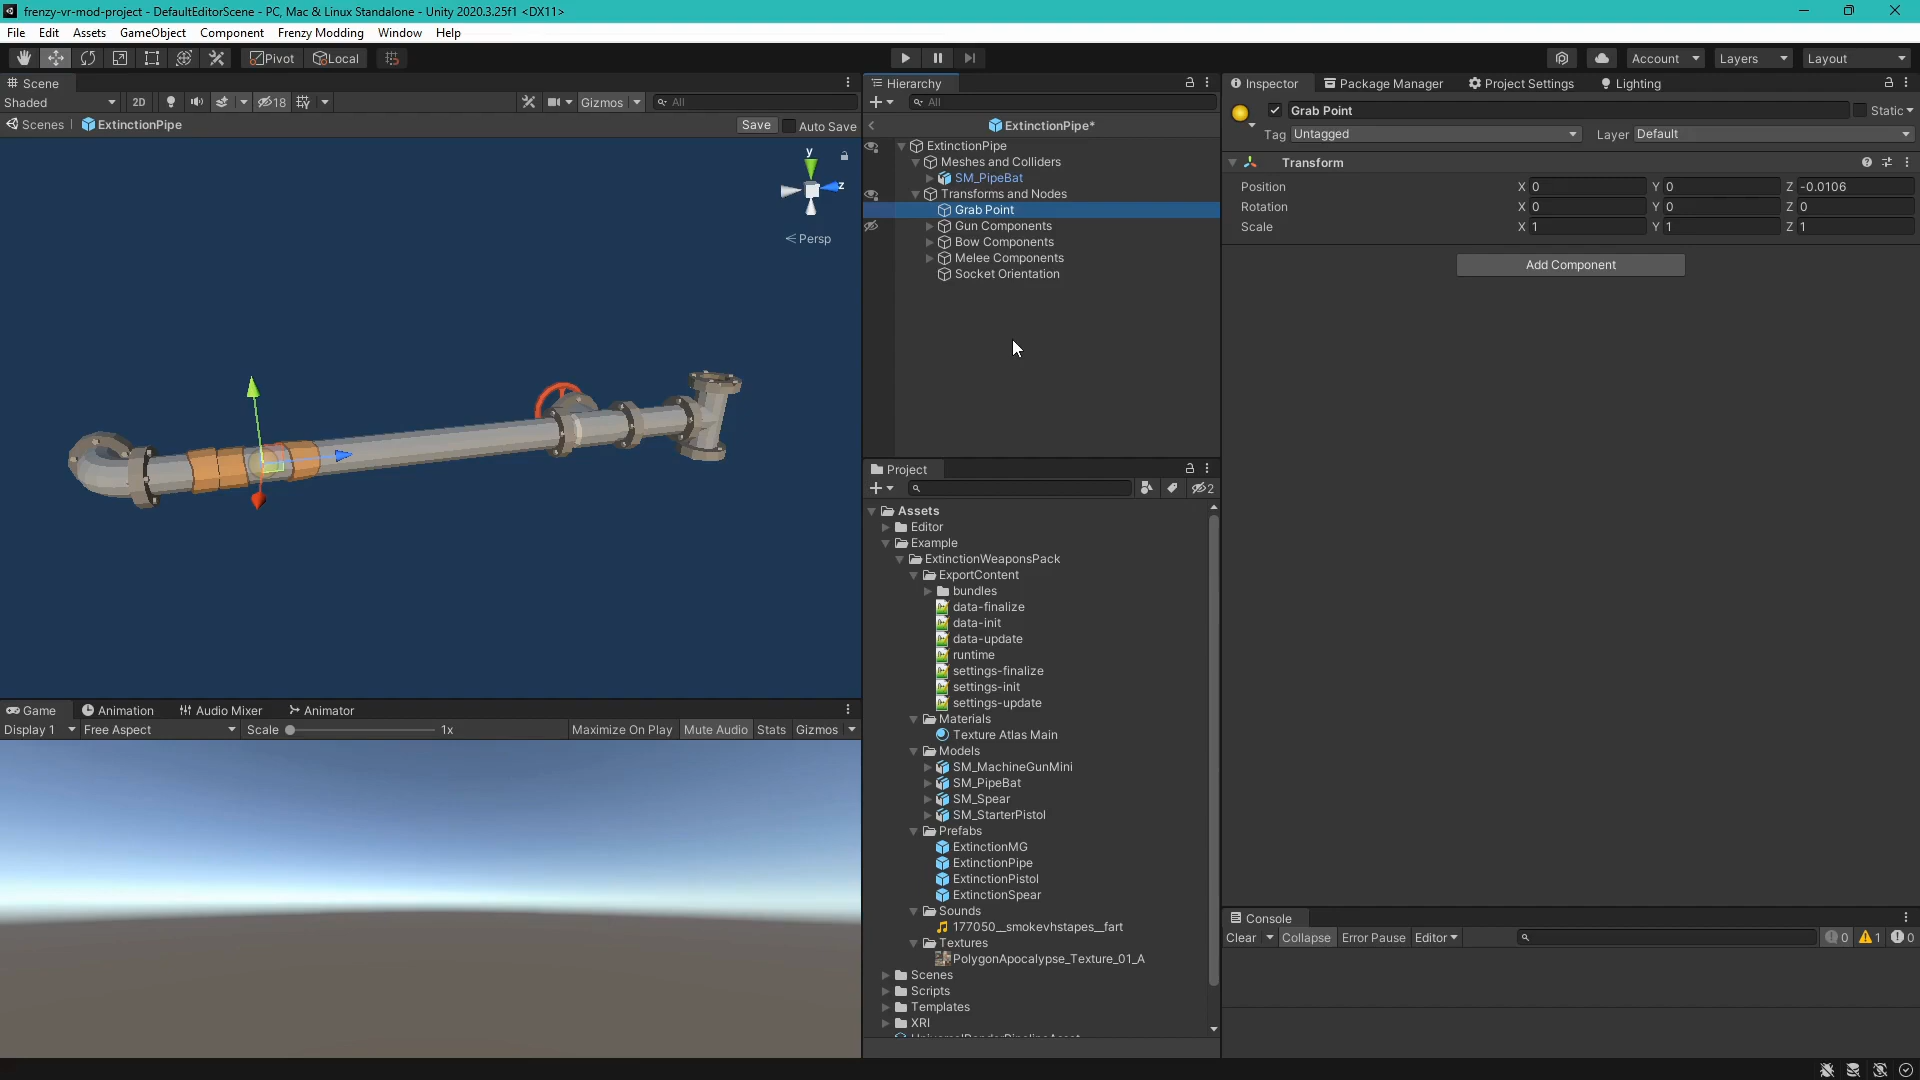 frenzy-vr-mod-project - DefaultEditorScene - PC, Mac & Linux Standalone - Unity 2020.3.25f1 <DX11>
File Edit Assets GameObject Component Frenzy Modding Window Help
Pivot Local Account Layers Layout
Scene
Shaded 2D 18 Gizmos All
Scenes ExtinctionPipe Save Auto Save
y
z
Persp
Game Animation Audio Mixer Animator
Display 1 Free Aspect Scale 1x Maximize On Play Mute Audio Stats Gizmos
Hierarchy
All
ExtinctionPipe*
ExtinctionPipe
Meshes and Colliders
SM_PipeBat
Transforms and Nodes
Grab Point
Gun Components
Bow Components
Melee Components
Socket Orientation
Project
2
Assets
Editor
Example
ExtinctionWeaponsPack
ExportContent
bundles
data-finalize
data-init
data-update
runtime
settings-finalize
settings-init
settings-update
Materials
Texture Atlas Main
Models
SM_MachineGunMini
SM_PipeBat
SM_Spear
SM_StarterPistol
Prefabs
ExtinctionMG
ExtinctionPipe
ExtinctionPistol
ExtinctionSpear
Sounds
177050__smokevhstapes__fart
Textures
PolygonApocalypse_Texture_01_A
Scenes
Scripts
Templates
XRI
Inspector Package Manager Project Settings Lighting
Grab Point Static
Tag Untagged Layer Default
Transform
Position X 0 Y 0 Z -0.0106
Rotation X 0 Y 0 Z 0
Scale X 1 Y 1 Z 1
Add Component
Console
Clear Collapse Error Pause Editor 0 1 0